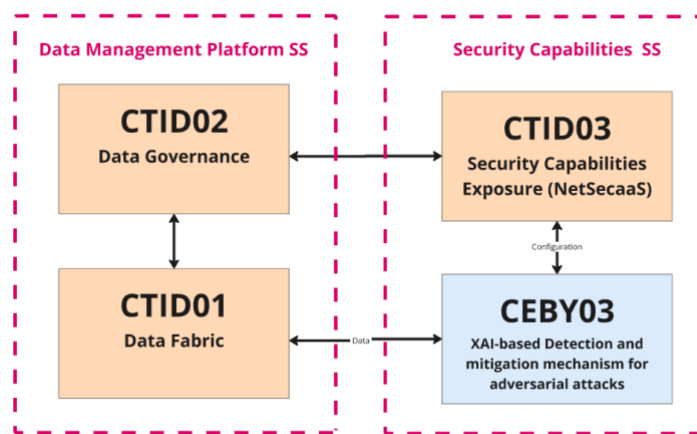 Data Management Platform SS
CTID02
Data Governance
CTID01
Data Fabric
Security Capabilities SS
CTID03
Security Capabilities
Exposure (NetSecaaS)
Configuration
CEBY03
XAI-based Detection and
mitigation mechanism for
adversarial attacks
Data